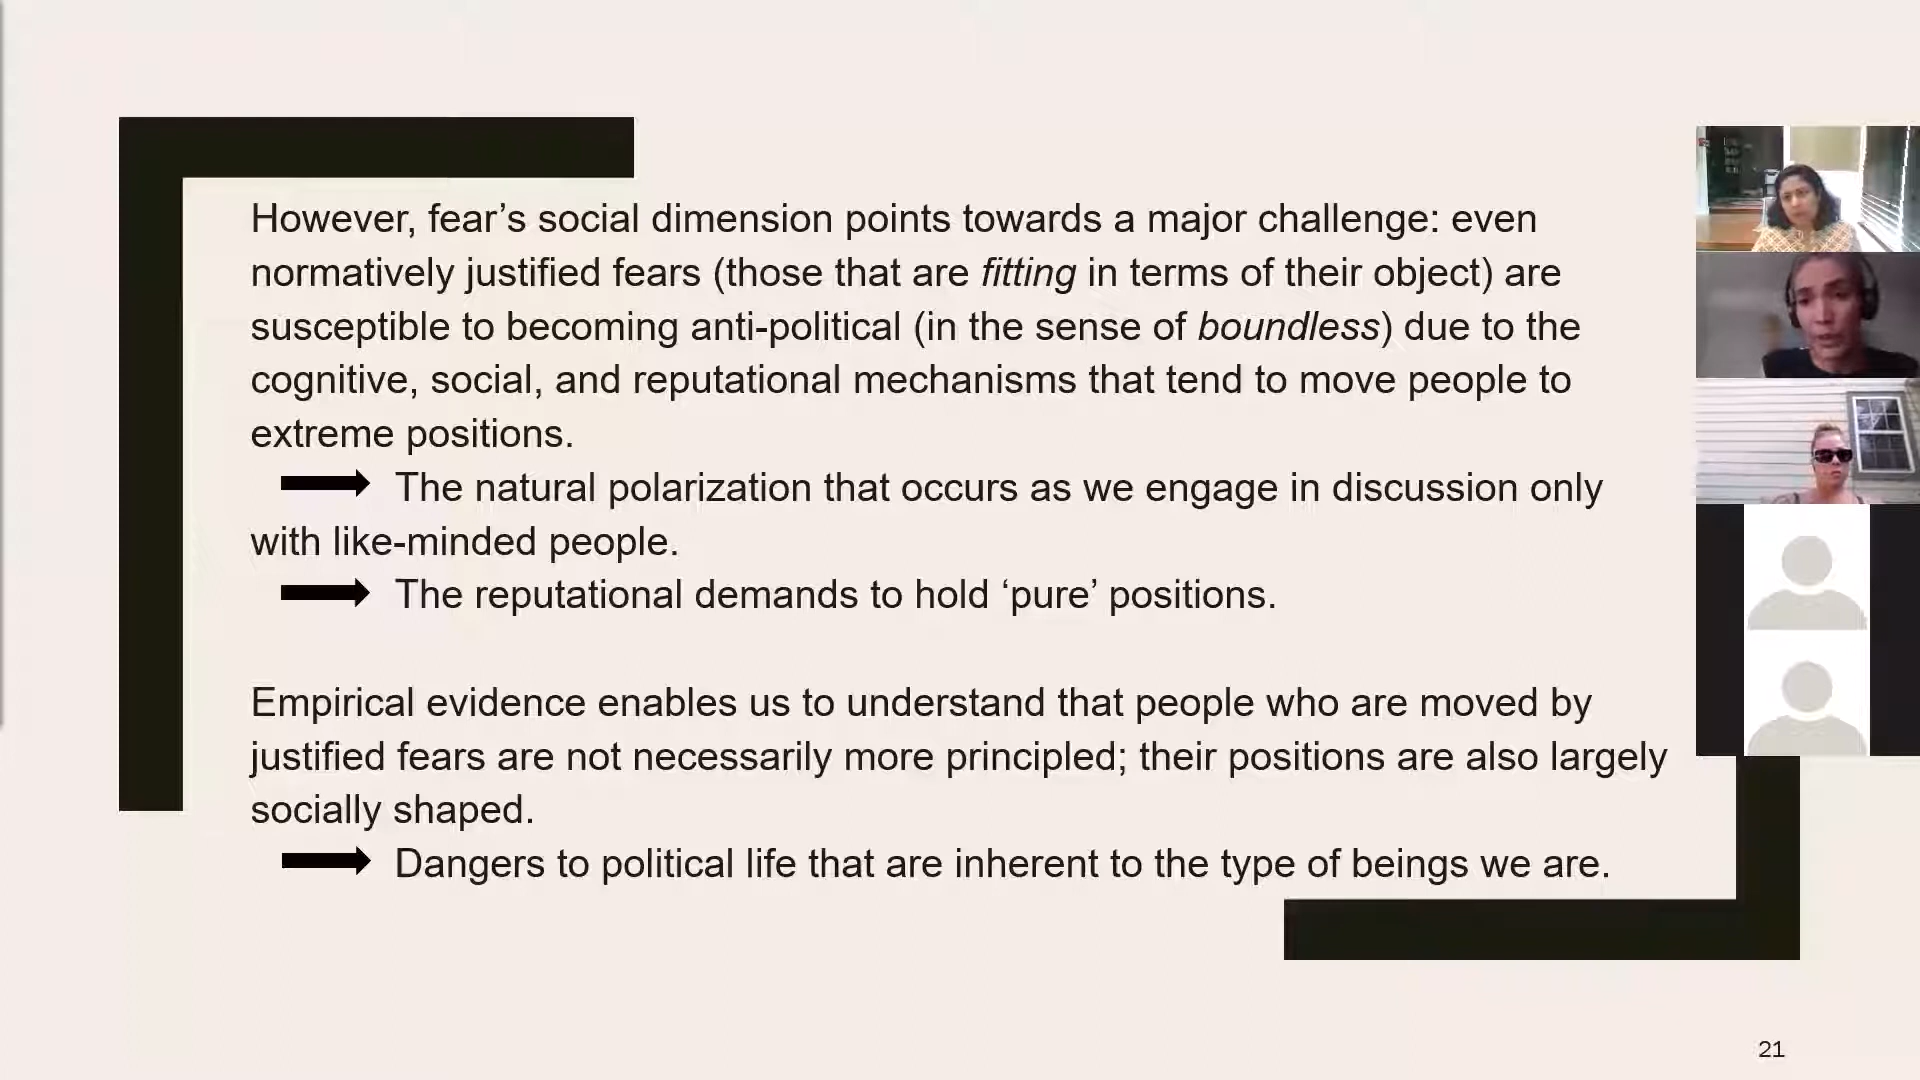 However, fear’s social dimension points towards a major challenge: even
normatively justified fears (those that are fitting in terms of their object) are
susceptible to becoming anti-political (in the sense of boundless) due to the
cognitive, social, and reputational mechanisms that tend to move people to
extreme positions.
The natural polarization that occurs as we engage in discussion only
with like-minded people.
The reputational demands to hold ‘pure’ positions.
Empirical evidence enables us to understand that people who are moved by
justified fears are not necessarily more principled; their positions are also largely
socially shaped.
Dangers to political life that are inherent to the type of beings we are.
21